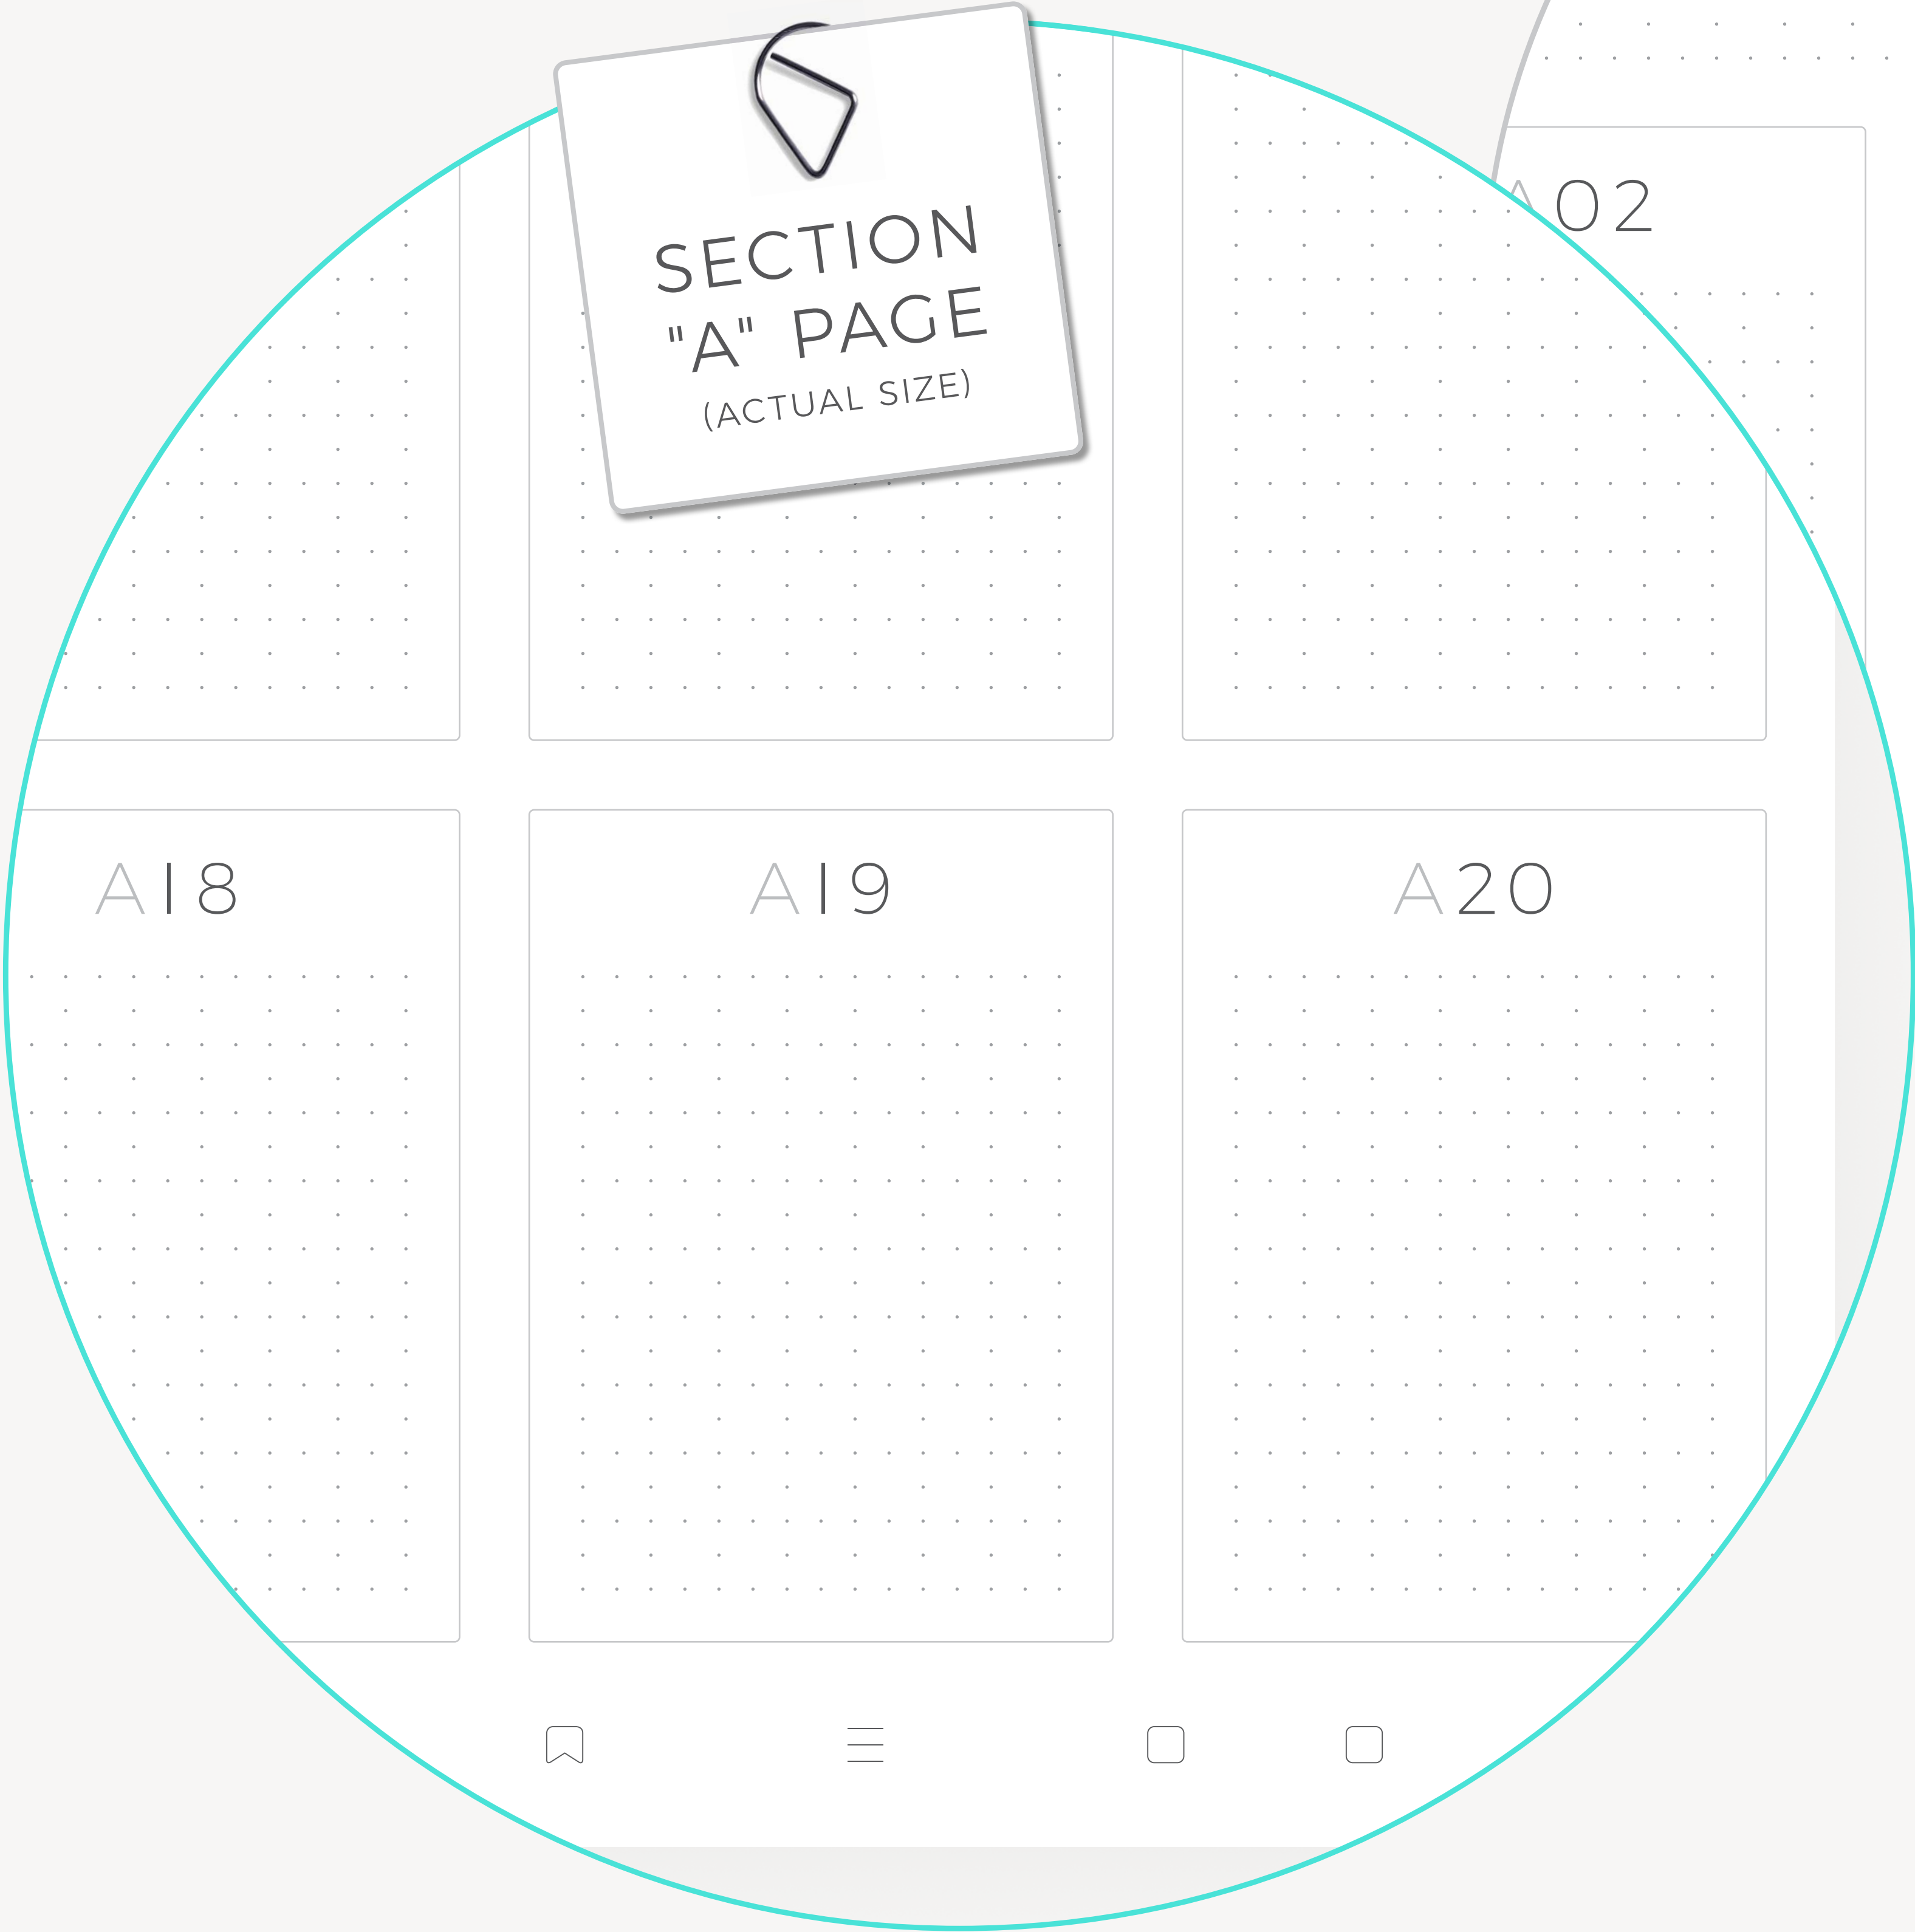 SECTION
"A" PAGE
(ACTUAL SIZE)
A02
A18
A19
A20